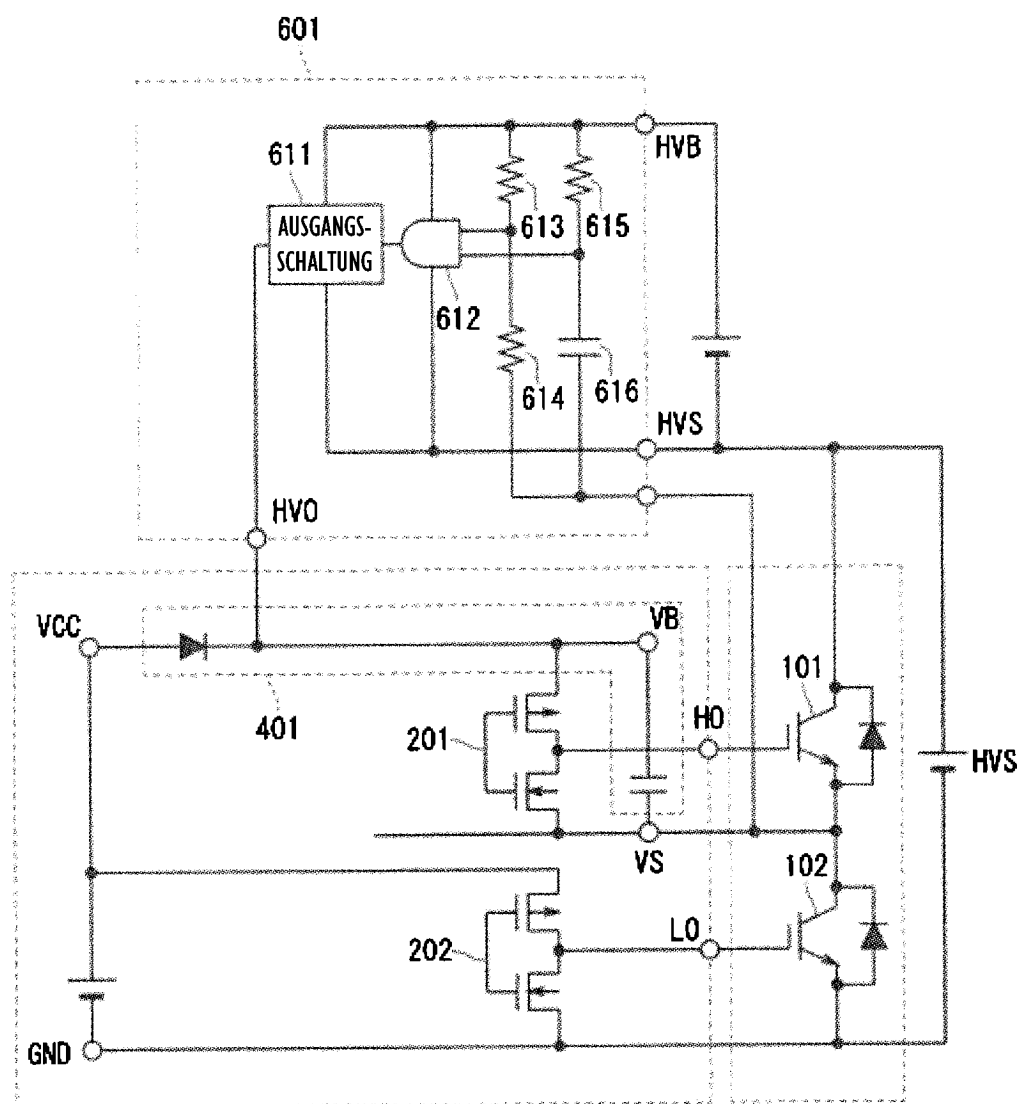 601
HVB
611
613
615
AUSGANGS-
SCHALTUNG
612
614
616
HVS
HVO
VCC
VB
101
401
201
HO
HVS
VS
102
LO
202
GND